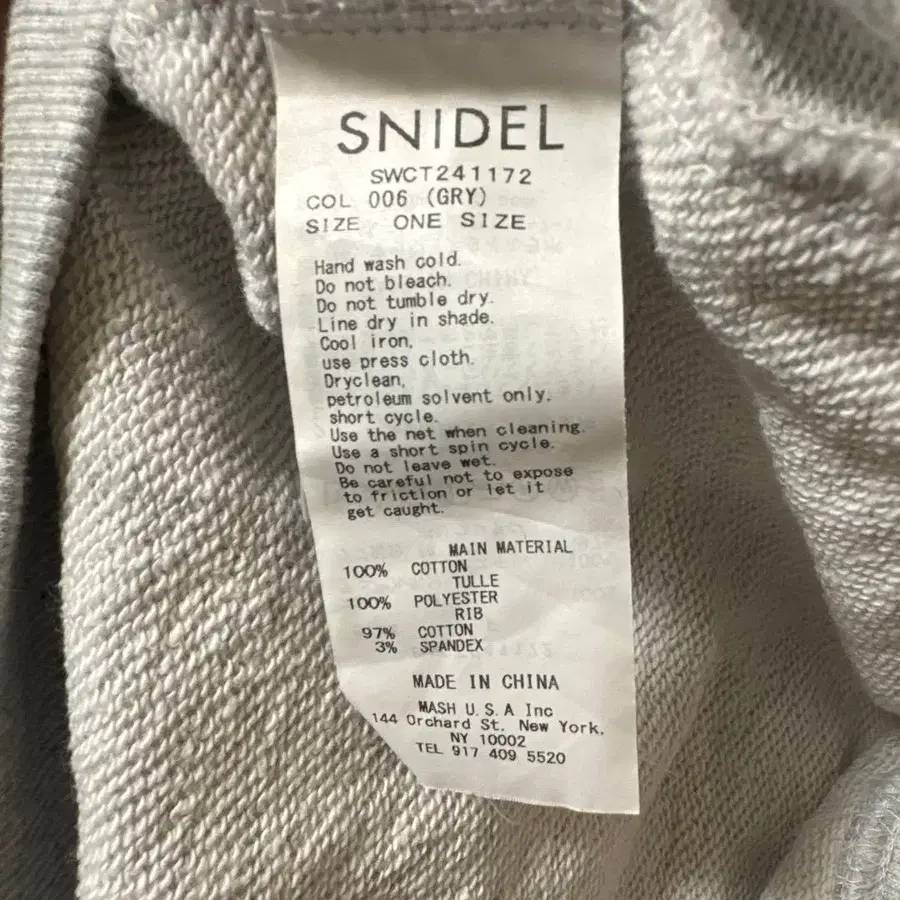 SNIDEL
SWCT241172
COL 006 (GRY)
SIZE ONE SIZE
Hand wash cold.
Do not bleach.
Do not tumble dry.
Line dry in shade.
Cool iron,
use press cloth.
Dryclean,
petroleum solvent only.
short cycle.
Use the net when cleaning.
Use a short spin cycle.
Do not leave wet.
Be careful not to expose
to friction or let it
get caught.
MAIN MATERIAL
100% COTTON
TULLE
100% POLYESTER
RIB
97% COTTON
3% SPANDEX
MADE IN CHINA
MASH U.S.A Inc
144 Orchard St. New York,
NY 10002
TEL 917 409 5520